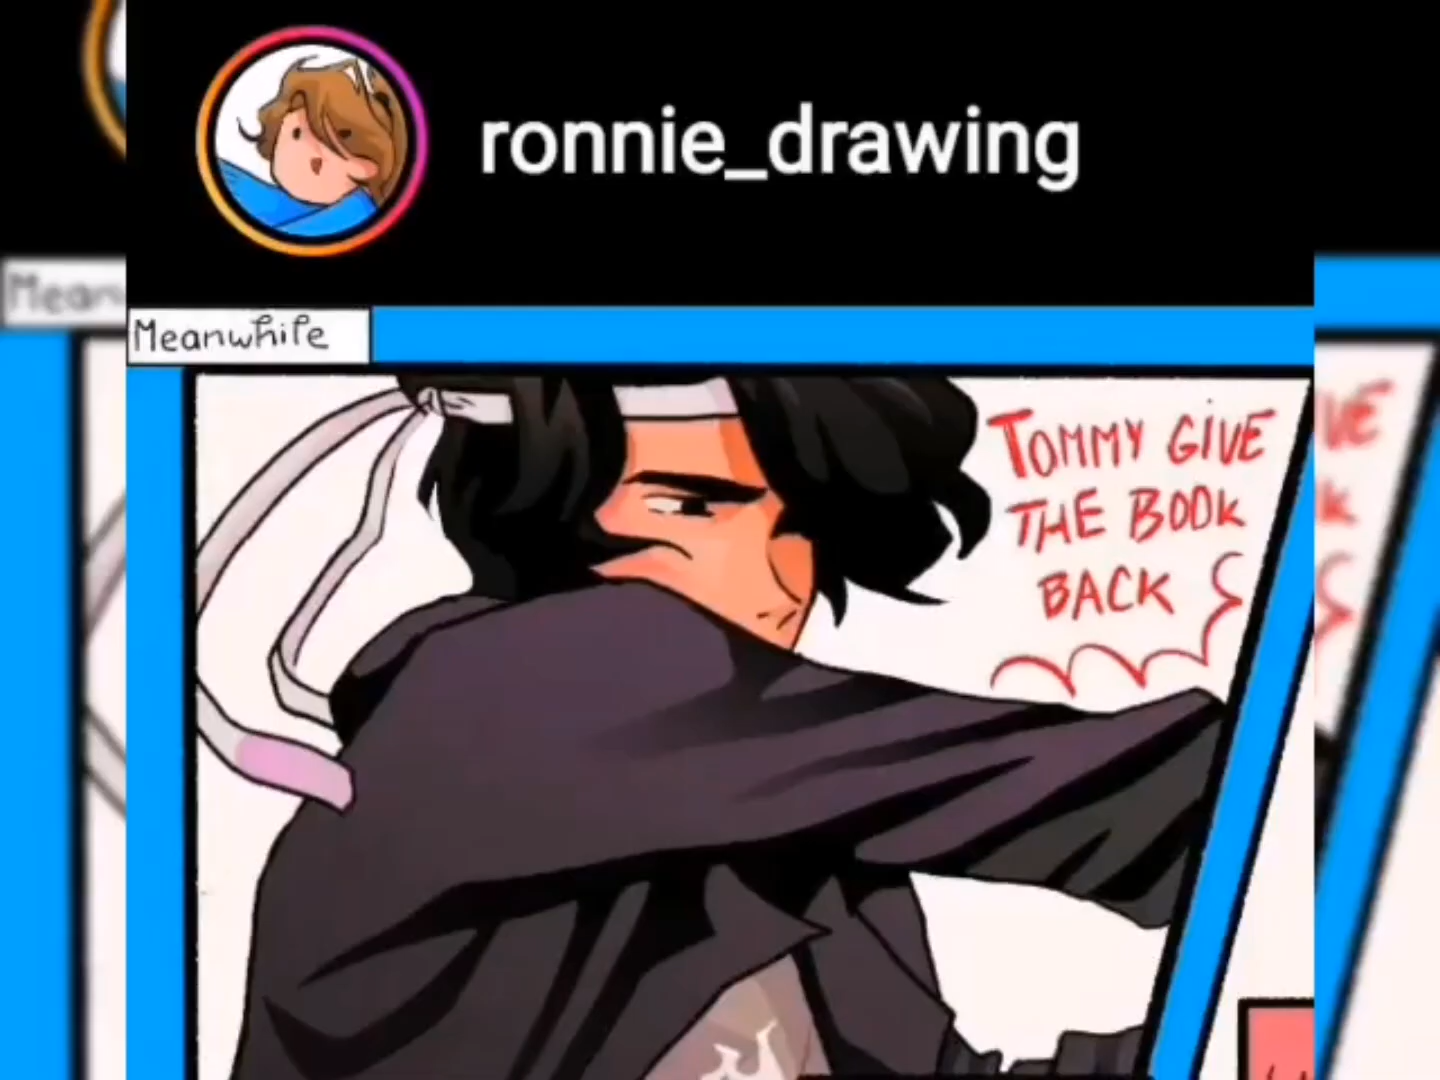 ronnie_drawing
Meanwhile
TOMMY GIVE
THE BOOK
BACK